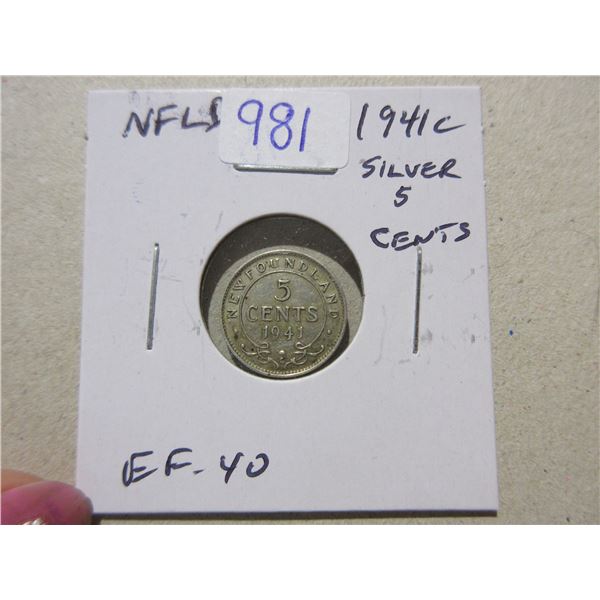 NFLD 981 1941c
SILVER
5
CENTS
NEWFOUNDLAND
5
CENTS
1941
EF-40